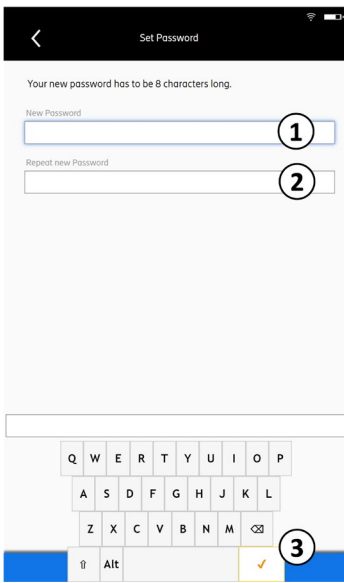 Set Password
Your new password has to be 8 characters long.
New Password
1
Repeat new Password
2
Q W E R T Y U I O P
A S D F G H J K L
Z X C V B N M
3
Alt